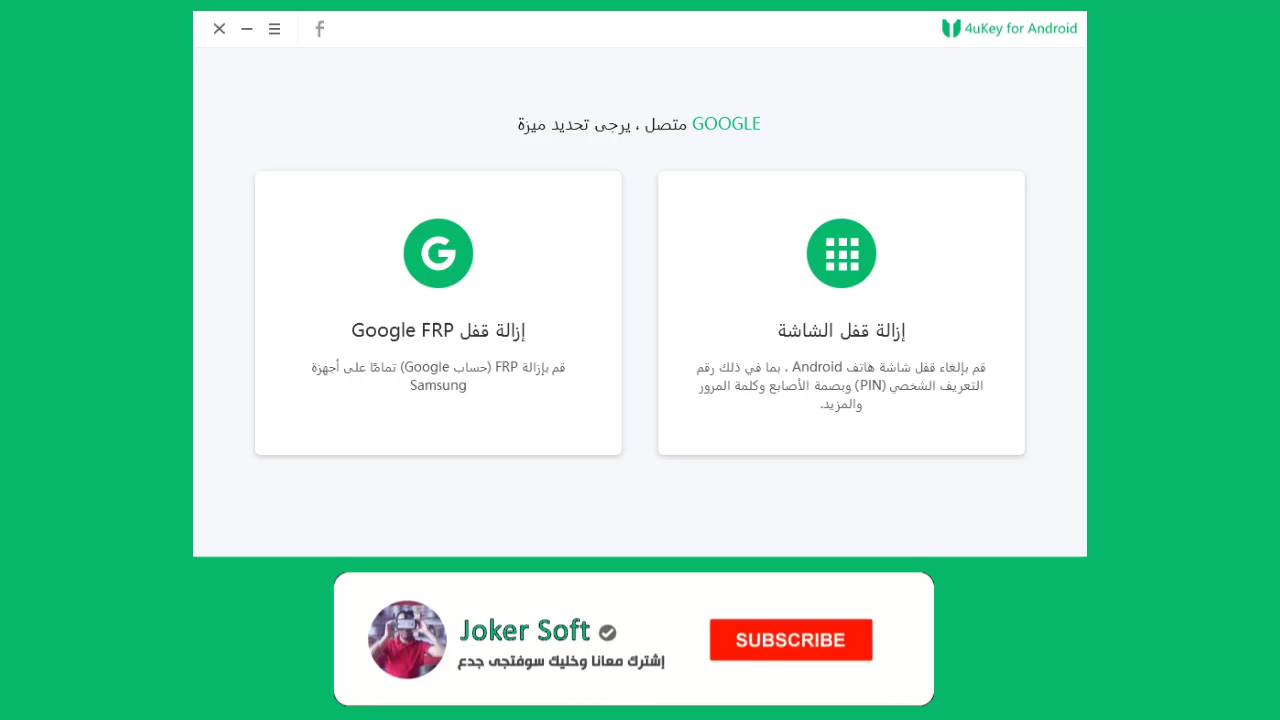 4uKey for Android
GOOGLE متصل ، يرجى تحديد ميزة
إزالة قفل الشاشة
قم بإلغاء قفل شاشة هاتف Android ، بما في ذلك رقم
التعريف الشخصي (PIN) وبصمة الأصابع وكلمة المرور
والمزيد.
إزالة قفل Google FRP
قم بإزالة FRP (حساب Google) تمامًا على أجهزة
Samsung
Joker Soft
إشترك معانا وخليك سوفتجى جدع
SUBSCRIBE